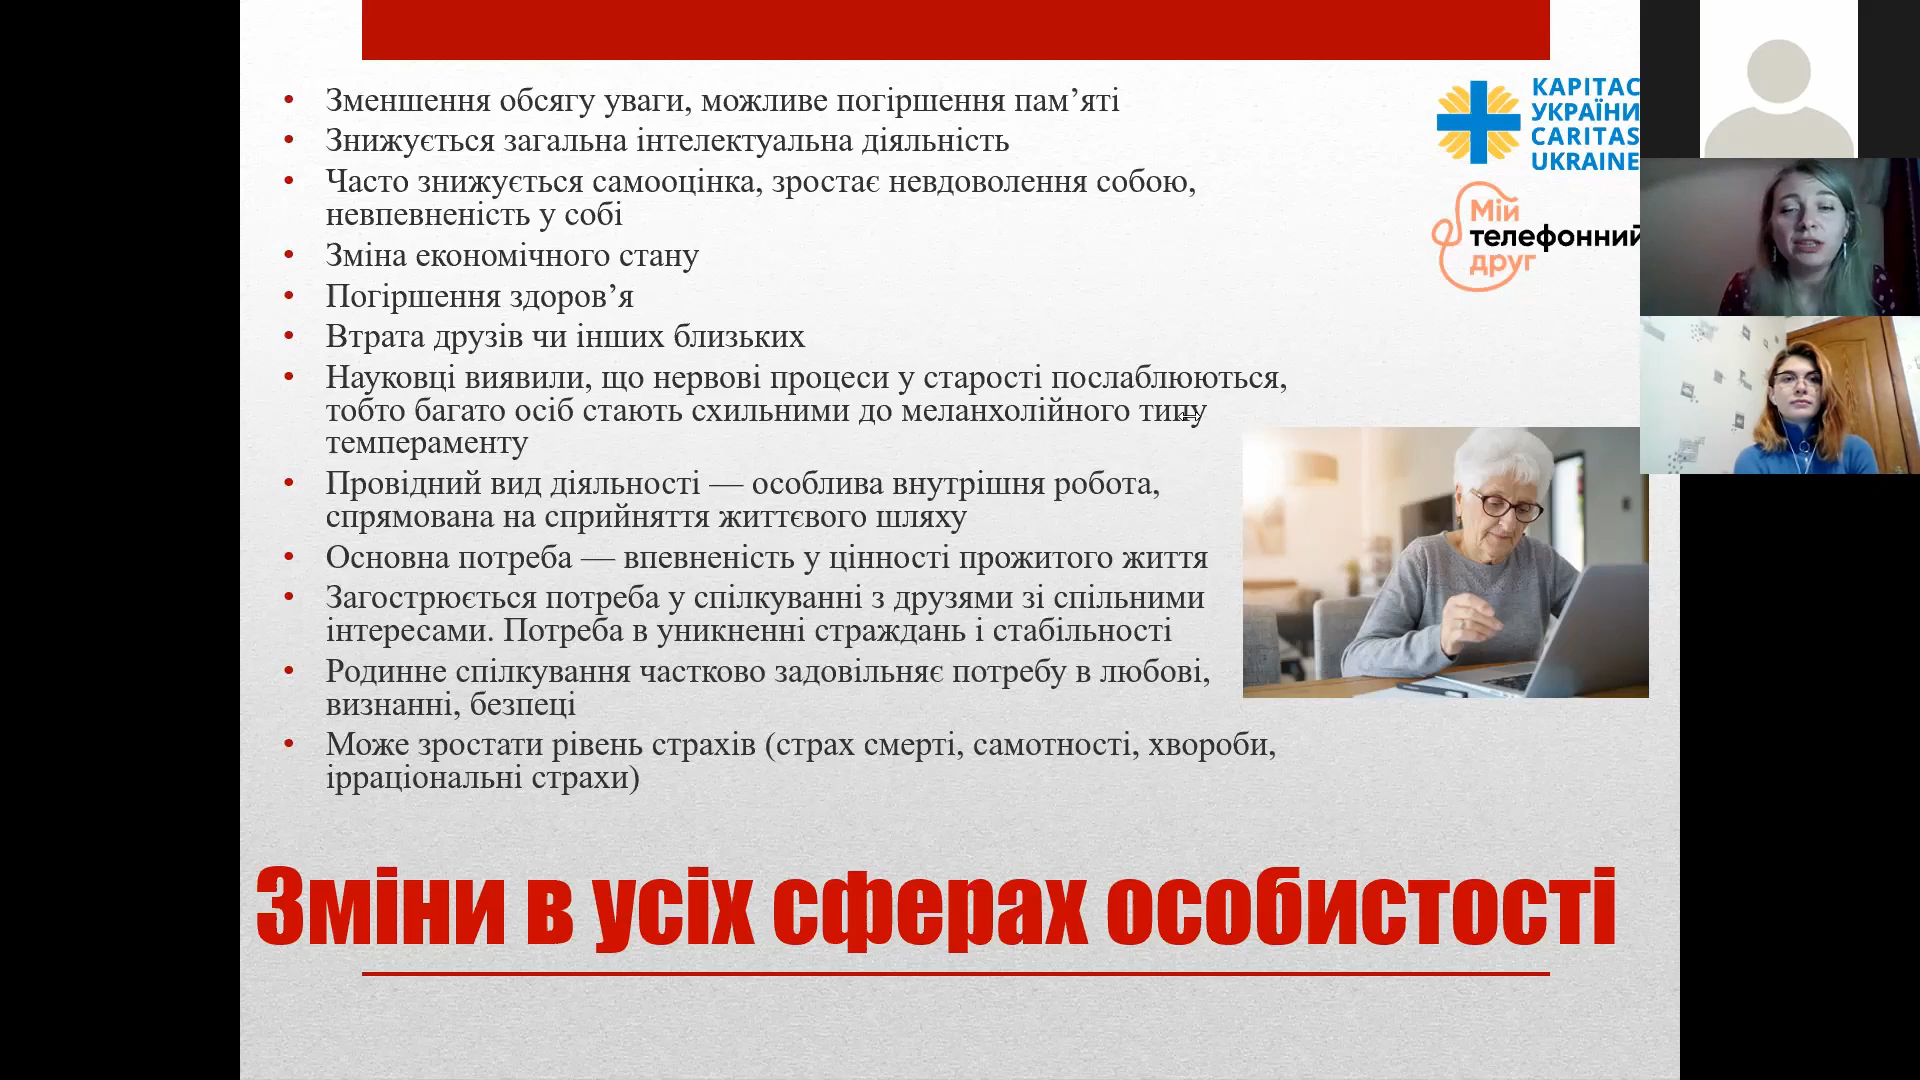 Зменшення обсягу уваги, можливе погіршення пам’яті
Знижується загальна інтелектуальна діяльність
Часто знижується самооцінка, зростає невдоволення собою,
невпевненість у собі
Зміна економічного стану
Погіршення здоров’я
Втрата друзів чи інших близьких
Науковці виявили, що нервові процеси у старості послаблюються,
тобто багато осіб стають схильними до меланхолійного типу
темпераменту
Провідний вид діяльності — особлива внутрішня робота,
спрямована на сприйняття життєвого шляху
Основна потреба — впевненість у цінності прожитого життя
Загострюється потреба у спілкуванні з друзями зі спільними
інтересами. Потреба в уникненні страждань і стабільності
Родинне спілкування частково задовільняє потребу в любові,
визнанні, безпеці
Може зростати рівень страхів (страх смерті, самотності, хвороби,
ірраціональні страхи)
КАРІТАС
УКРАЇНИ
CARITAS
UKRAINE
Мій
телефонний
друг
Зміни в усіх сферах особистості